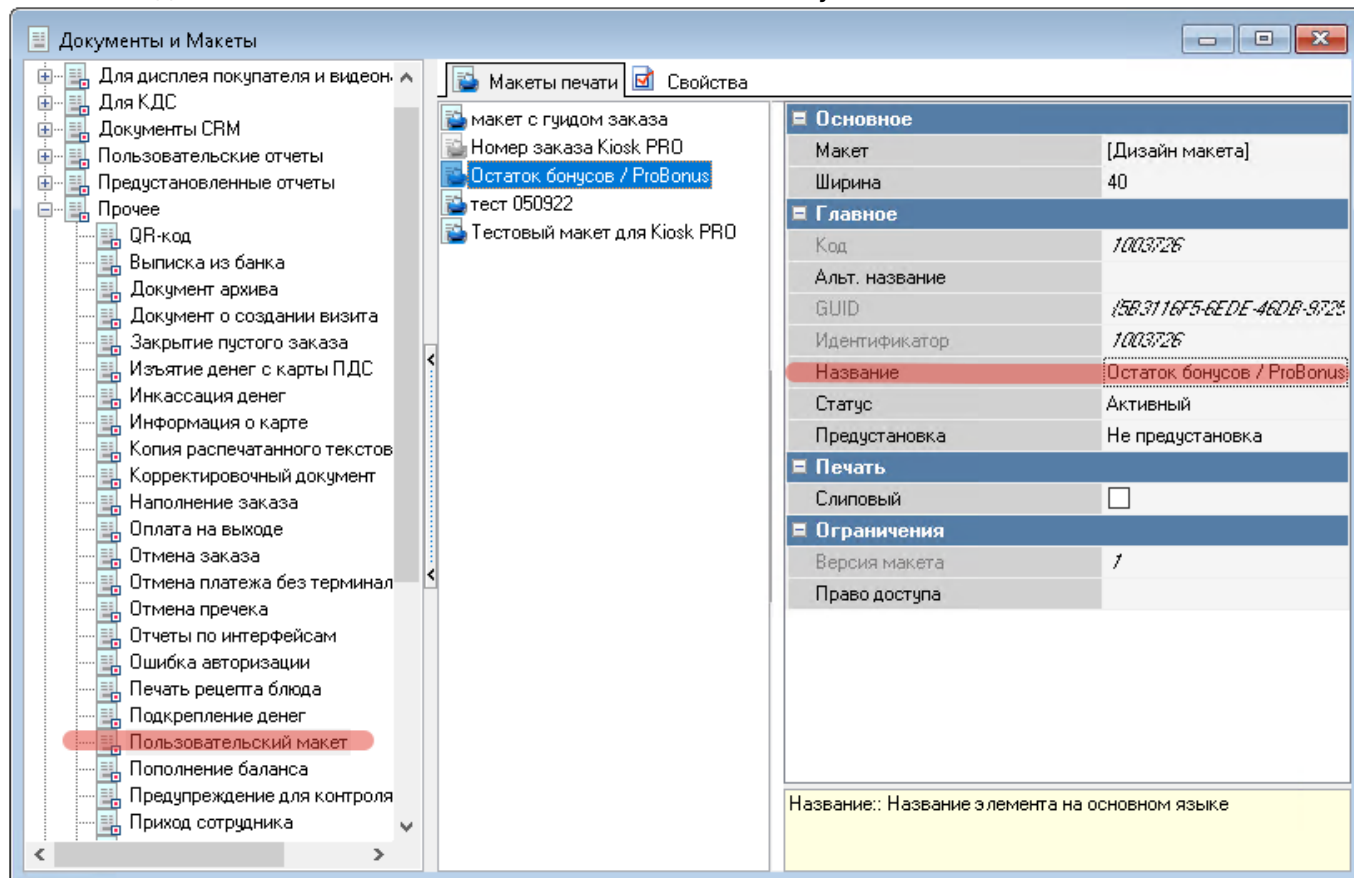 Документы и Макеты
Для дисплея покупателя и видеон
Для КДС
Документы CRM
Пользовательские отчеты
Предустановленные отчеты
Прочее
QR-код
Выписка из банка
Документ архива
Документ о создании визита
Закрытие пустого заказа
Изъятие денег с карты ПДС
Инкассация денег
Информация о карте
Копия распечатанного текстов
Корректировочный документ
Наполнение заказа
Оплата на выходе
Отмена заказа
Отмена платежа без терминал
Отмена пречека
Отчеты по интерфейсам
Ошибка авторизации
Печать рецепта блюда
Подкрепление денег
Пользовательский макет
Пополнение баланса
Предупреждение для контроля
Приход сотрудника
Макеты печати Свойства
макет с гуидом заказа
Номер заказа Kiosk PRO
Остаток бонусов / ProBonus
тест 050922
Тестовый макет для Kiosk PRO
Основное
Макет [Дизайн макета]
Ширина 40
Главное
Код 1003726
Альт. название
GUID {5B3116F5-6EDE-46DB-9725
Идентификатор 1003726
Название Остаток бонусов / ProBonus
Статус Активный
Предустановка Не предустановка
Печать
Слиповый
Ограничения
Версия макета 1
Право доступа
Название:: Название элемента на основном языке